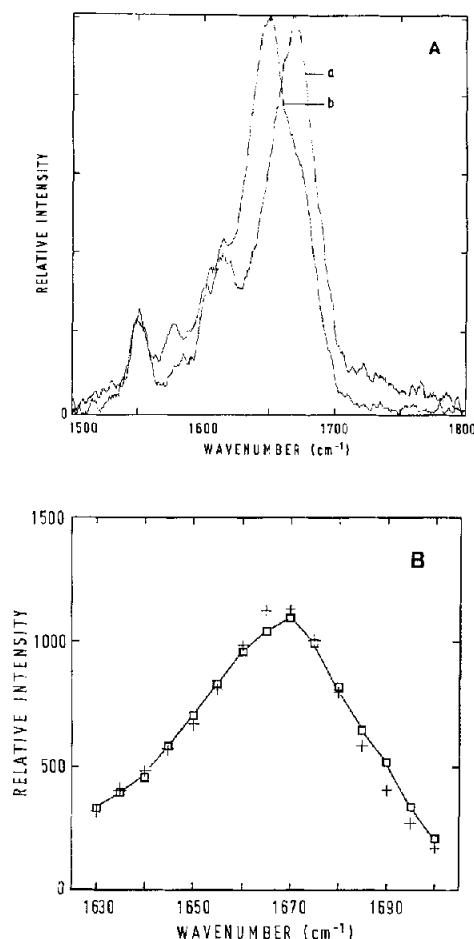 A
a
b
RELATIVE INTENSITY
0
1500 1600 1700 1800
WAVENUMBER (cm⁻¹)
B
1500
1000
500
0
RELATIVE INTENSITY
1630 1650 1670 1690
WAVENUMBER (cm⁻¹)